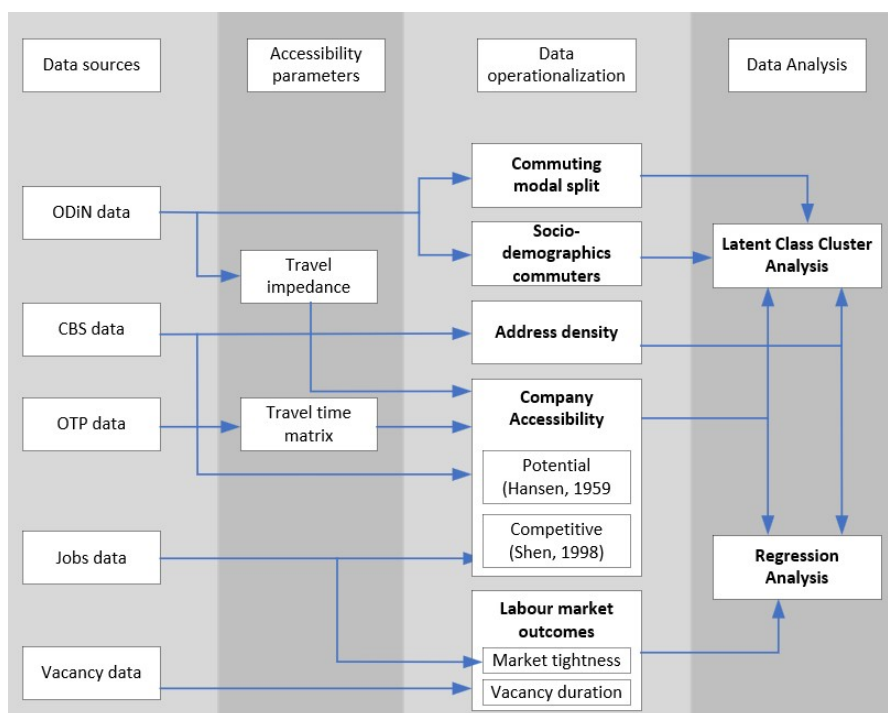 Data sources
Accessibility
parameters
Data
operationalization
Data Analysis
ODiN data
CBS data
OTP data
Jobs data
Vacancy data
Travel
impedance
Travel time
matrix
Commuting
modal split
Socio-
demographics
commuters
Address density
Company
Accessibility
Potential
(Hansen, 1959
Competitive
(Shen, 1998)
Labour market
outcomes
Market tightness
Vacancy duration
Latent Class Cluster
Analysis
Regression
Analysis